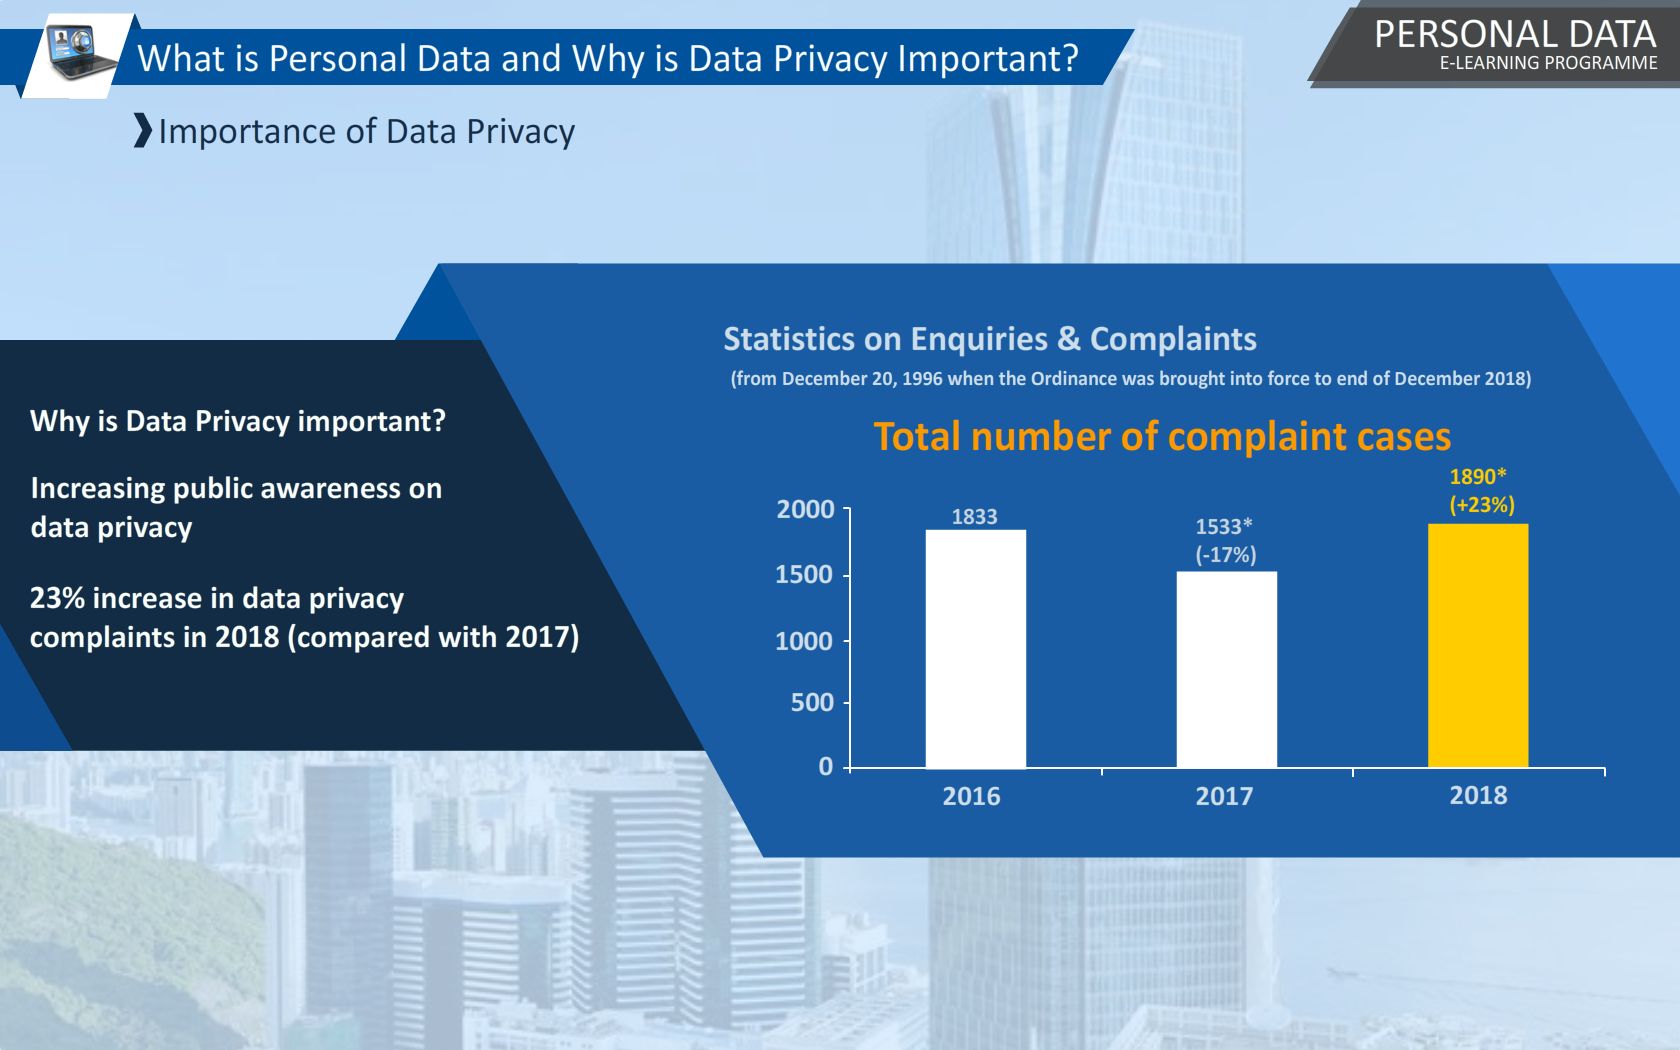 What is Personal Data and Why is Data Privacy Important?
PERSONAL DATA
E-LEARNING PROGRAMME
Importance of Data Privacy
Why is Data Privacy important?
Increasing public awareness on
data privacy
23% increase in data privacy
complaints in 2018 (compared with 2017)
Statistics on Enquiries & Complaints
(from December 20, 1996 when the Ordinance was brought into force to end of December 2018)
Total number of complaint cases
2000
1500
1000
500
0
1833
1533*
(-17%)
1890*
(+23%)
2016
2017
2018